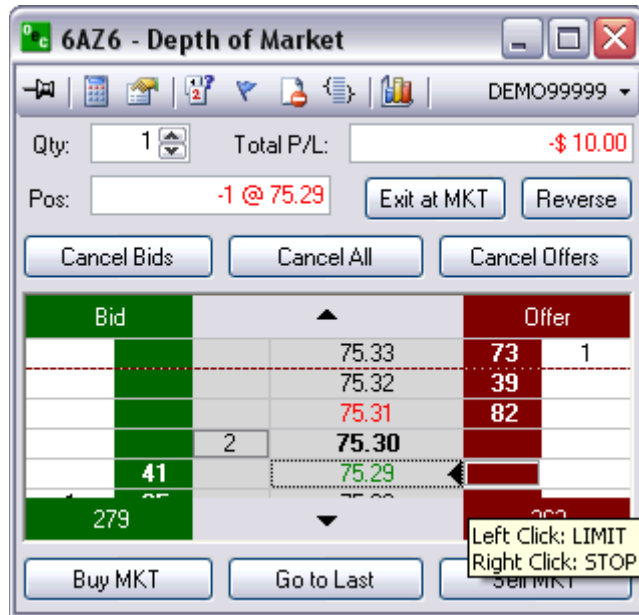 6AZ6 - Depth of Market
DEMO99999
Qty: 1 Total P/L: -$ 10.00
Pos: -1 @ 75.29 Exit at MKT Reverse
Cancel Bids Cancel All Cancel Offers
Bid Offer
75.33 73 1
75.32 39
75.31 82
2 75.30
41 75.29
279
Left Click: LIMIT
Right Click: STOP
Buy MKT Go to Last Sell MKT